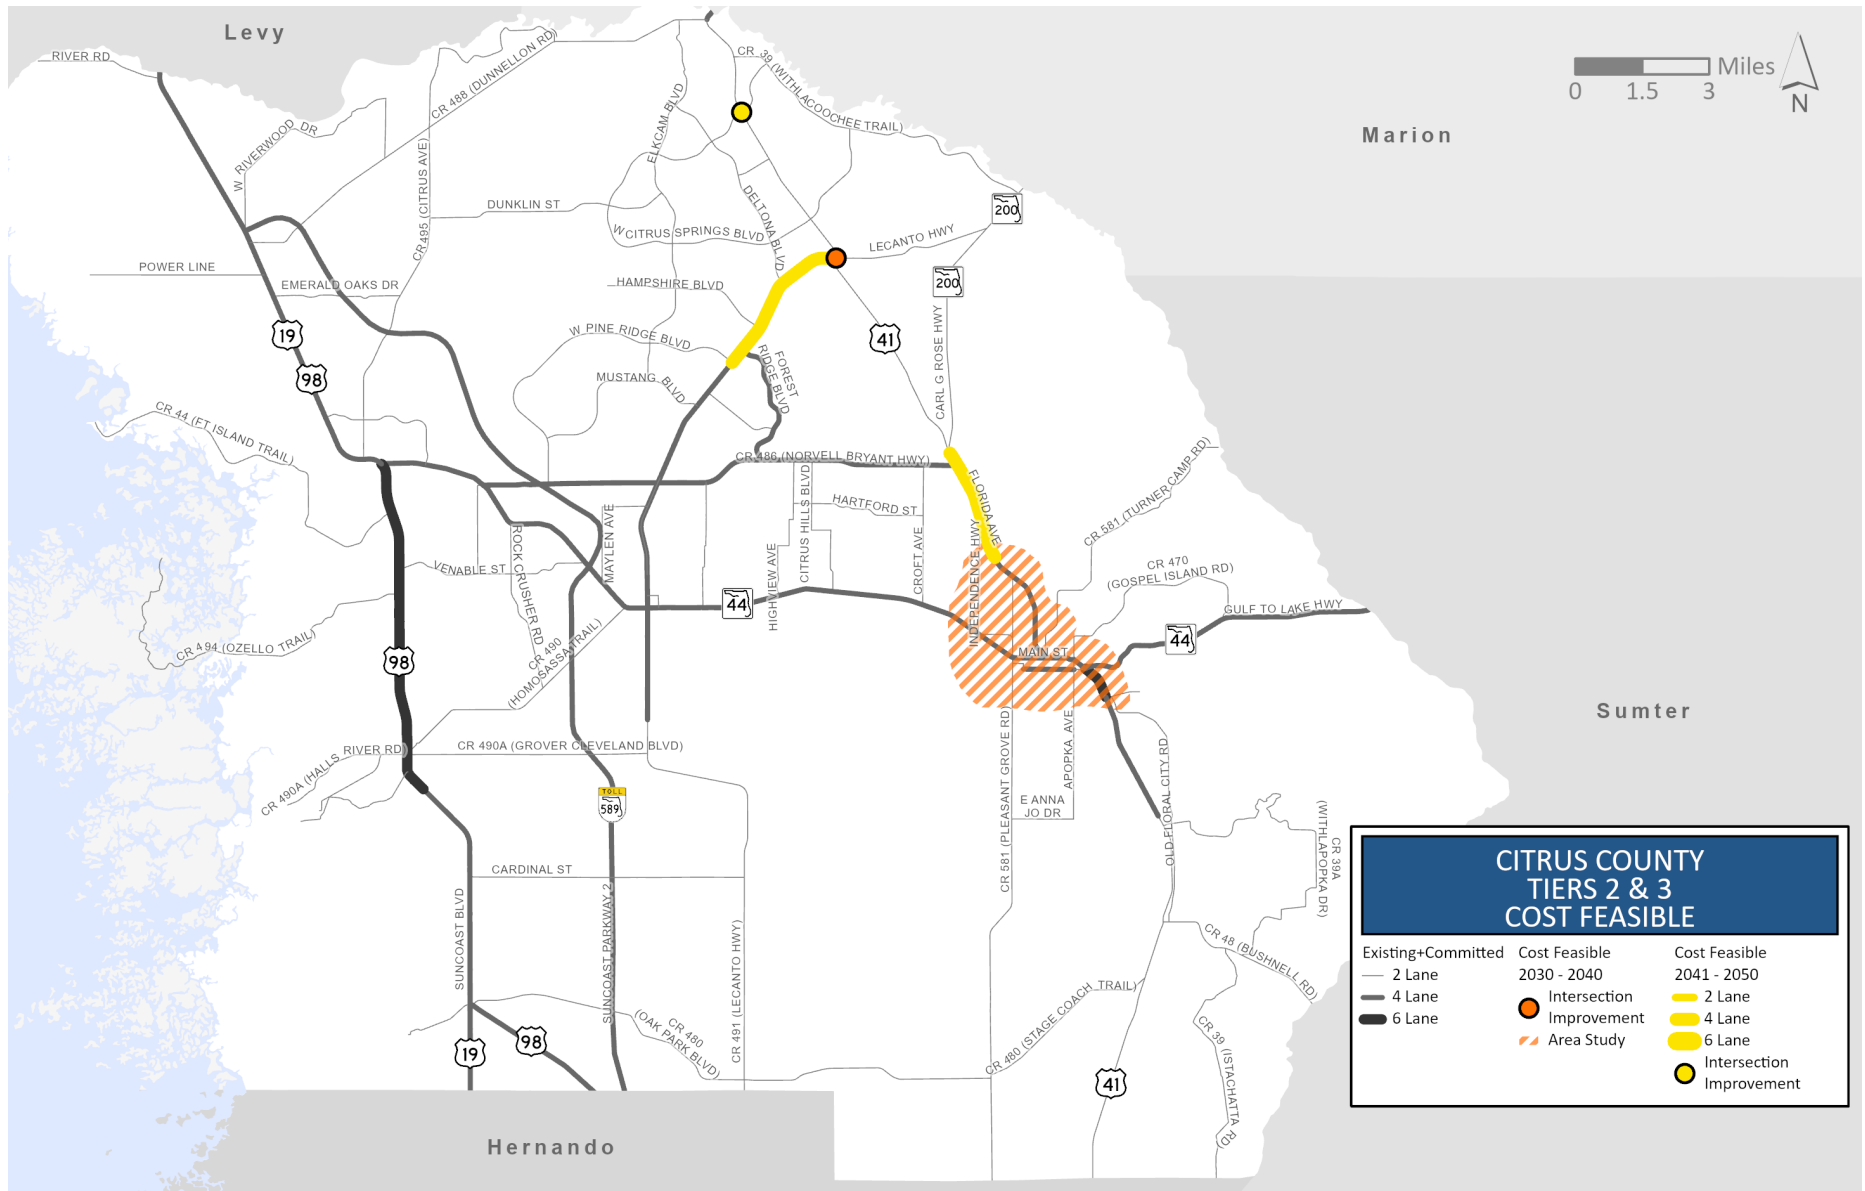 Levy
RIVER RD
CR 488 (DUNNELLON RD)
CR 39 (WITHLACOOCHEE TRAIL)
Miles
0 1.5 3
N
Marion
W RIVERWOOD DR
CR 495 (CITRUS AVE)
ELKCAM BLVD
DELTONA BLVD
DUNKLIN ST
W CITRUS SPRINGS BLVD
LECANTO HWY
200
200
POWER LINE
EMERALD OAKS DR
HAMPSHIRE BLVD
19
98
W PINE RIDGE BLVD
MUSTANG BLVD
FOREST
RIDGE BLVD
41
CARL G ROSE HWY
CR 44 (FT ISLAND TRAIL)
CR 486 (NORVELL BRYANT HWY)
FLORIDA AVE
CR 581 (TURNER CAMP RD)
HARTFORD ST
CITRUS HILLS BLVD
HIGHVIEW AVE
CROFT AVE
INDEPENDENCE HWY
MAYLEN AVE
ROCK CRUSHER RD
VENABLE ST
CR 470
(GOSPEL ISLAND RD)
GULF TO LAKE HWY
44
44
MAIN ST
CR 494 (OZELLO TRAIL)
98
CR 490
(HOMOSASSA TRAIL)
CR 490A (HALLS RIVER RD)
CR 490A (GROVER CLEVELAND BLVD)
TOLL
589
Sumter
CR 581 (PLEASANT GROVE RD)
APOPKA AVE
E ANNA
JO DR
OLD FLORAL CITY RD
CR 39A
(WITHLAPOPKA DR)
CARDINAL ST
SUNCOAST BLVD
SUNCOAST PARKWAY 2
CR 491 (LECANTO HWY)
CR 48 (BUSHNELL RD)
CR 480 (STAGE COACH TRAIL)
CR 480
(OAK PARK BLVD)
CR 39 (ISTACHATTA RD)
19
98
41
Hernando
CITRUS COUNTY
TIERS 2 & 3
COST FEASIBLE
Existing+Committed
2 Lane
4 Lane
6 Lane
Cost Feasible
2030 - 2040
Intersection
Improvement
Area Study
Cost Feasible
2041 - 2050
2 Lane
4 Lane
6 Lane
Intersection
Improvement